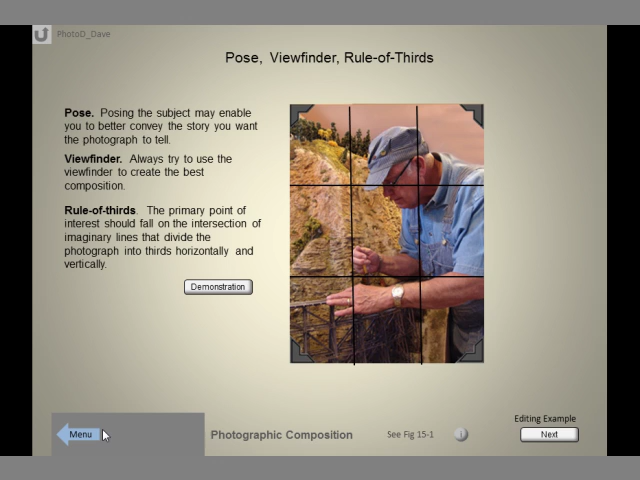 PhotoD_Dave
Pose, Viewfinder, Rule-of-Thirds
Pose. Posing the subject may enable
you to better convey the story you want
the photograph to tell.
Viewfinder. Always try to use the
viewfinder to create the best
composition.
Rule-of-thirds. The primary point of
interest should fall on the intersection of
imaginary lines that divide the
photograph into thirds horizontally and
vertically.
Demonstration
Editing Example
Menu
Photographic Composition
See Fig 15-1
i
Next